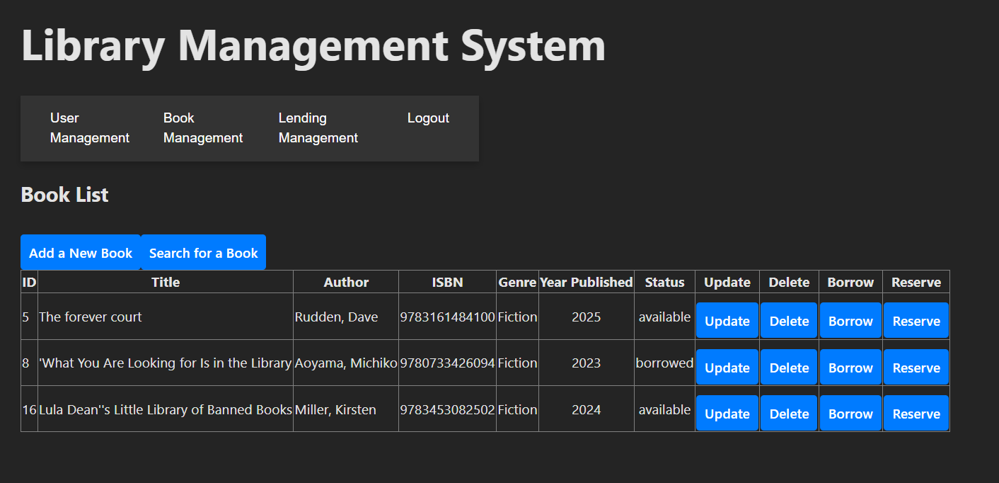 Library Management System
User Management Book Management Lending Management Logout
Book List
Add a New Book Search for a Book
ID Title Author ISBN Genre Year Published Status Update Delete Borrow Reserve
5 The forever court Rudden, Dave 9783161484100 Fiction 2025 available Update Delete Borrow Reserve
8 'What You Are Looking for Is in the Library Aoyama, Michiko 9780733426094 Fiction 2023 borrowed Update Delete Borrow Reserve
16 Lula Dean''s Little Library of Banned Books Miller, Kirsten 9783453082502 Fiction 2024 available Update Delete Borrow Reserve